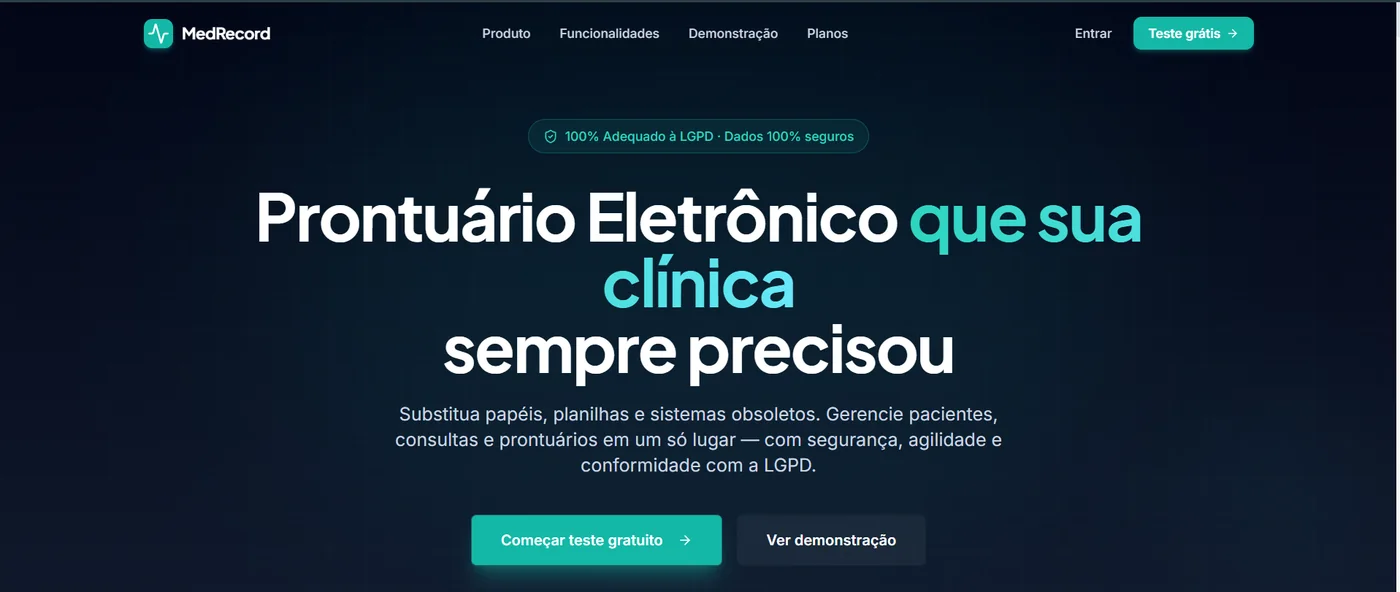 MedRecord
Produto
Funcionalidades
Demonstração
Planos
Entrar
Teste grátis →
100% Adequado à LGPD · Dados 100% seguros
Prontuário Eletrônico que sua
clínica
sempre precisou
Substitua papéis, planilhas e sistemas obsoletos. Gerencie pacientes,
consultas e prontuários em um só lugar — com segurança, agilidade e
conformidade com a LGPD.
Começar teste gratuito →
Ver demonstração